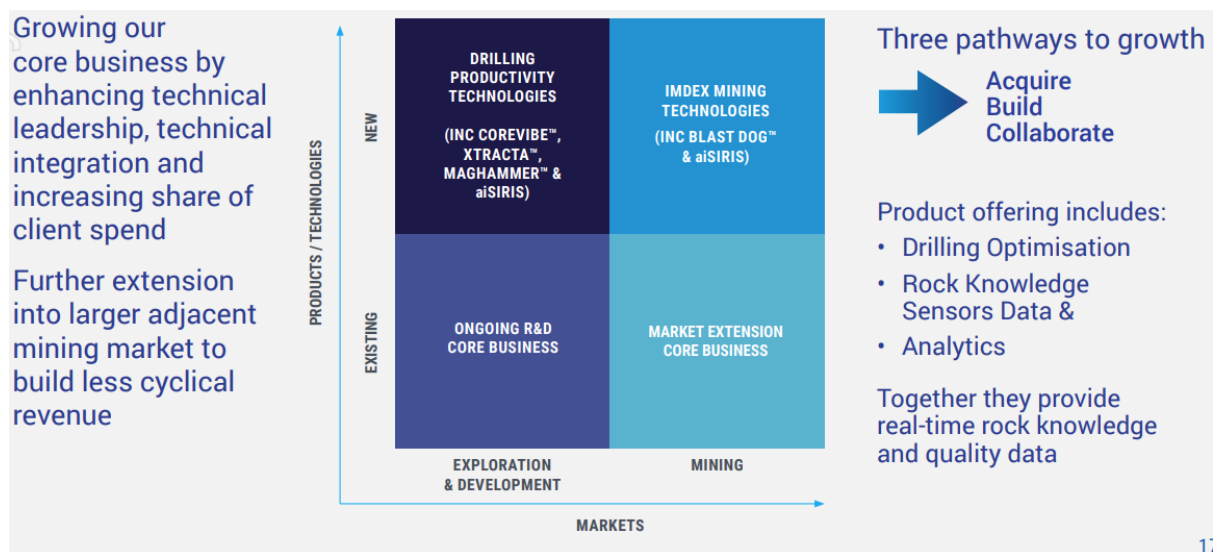 Growing our
core business by
enhancing technical
leadership, technical
integration and
increasing share of
client spend
Further extension
into larger adjacent
mining market to
build less cyclical
revenue
PRODUCTS / TECHNOLOGIES
NEW
EXISTING
DRILLING
PRODUCTIVITY
TECHNOLOGIES
(INC COREVIBE™,
XTRACTA™,
MAGHAMMER™ &
aiSIRIS)
IMDEX MINING
TECHNOLOGIES
(INC BLAST DOG™
& aiSIRIS)
ONGOING R&D
CORE BUSINESS
MARKET EXTENSION
CORE BUSINESS
EXPLORATION
& DEVELOPMENT
MINING
MARKETS
Three pathways to growth
Acquire
Build
Collaborate
Product offering includes:
• Drilling Optimisation
• Rock Knowledge
Sensors Data &
• Analytics
Together they provide
real-time rock knowledge
and quality data
17